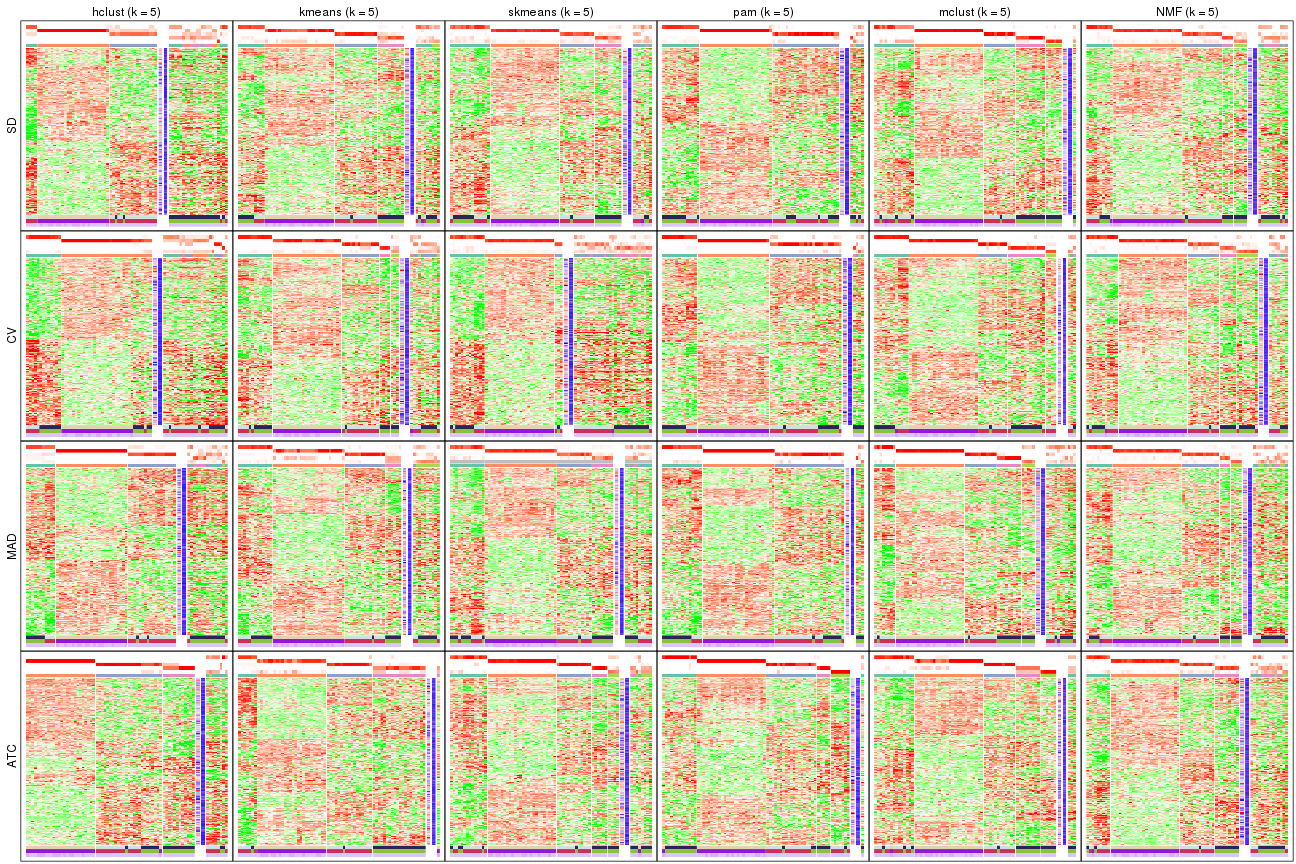 hclust (k = 5) kmeans (k = 5) skmeans (k = 5) pam (k = 5) mclust (k = 5) NMF (k = 5)
SD
CV
MAD
ATC